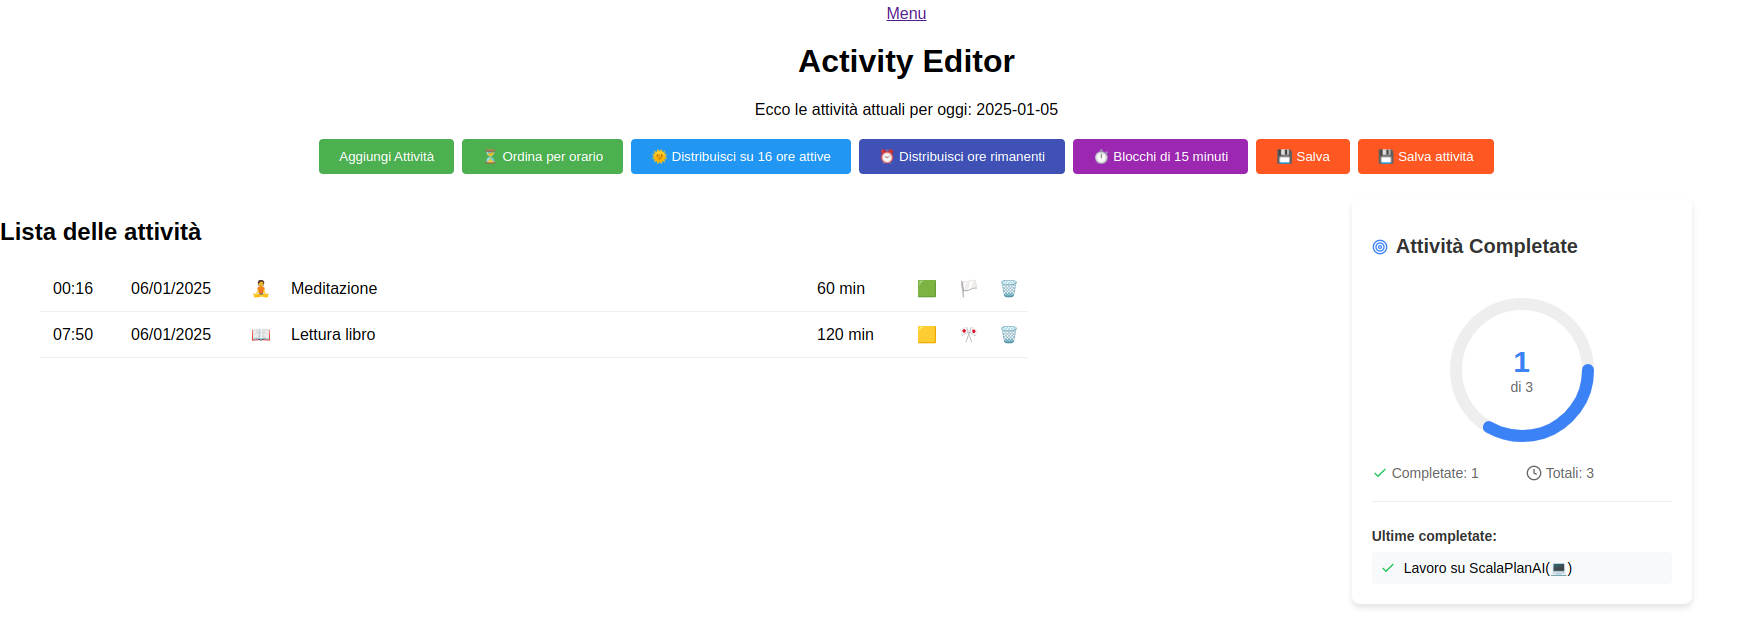 Menu
Activity Editor
Ecco le attività attuali per oggi: 2025-01-05
Aggiungi Attività
⏳ Ordina per orario
🌞 Distribuisci su 16 ore attive
⏰ Distribuisci ore rimanenti
⏱️ Blocchi di 15 minuti
💾 Salva
💾 Salva attività
Lista delle attività
00:16 06/01/2025 🧘 Meditazione 60 min 🟩 🏳️ 🗑️
07:50 06/01/2025 📖 Lettura libro 120 min 🟨 🎌 🗑️
Attività Completate
1
di 3
Completate: 1
Totali: 3
Ultime completate:
Lavoro su ScalaPlanAI(💻)